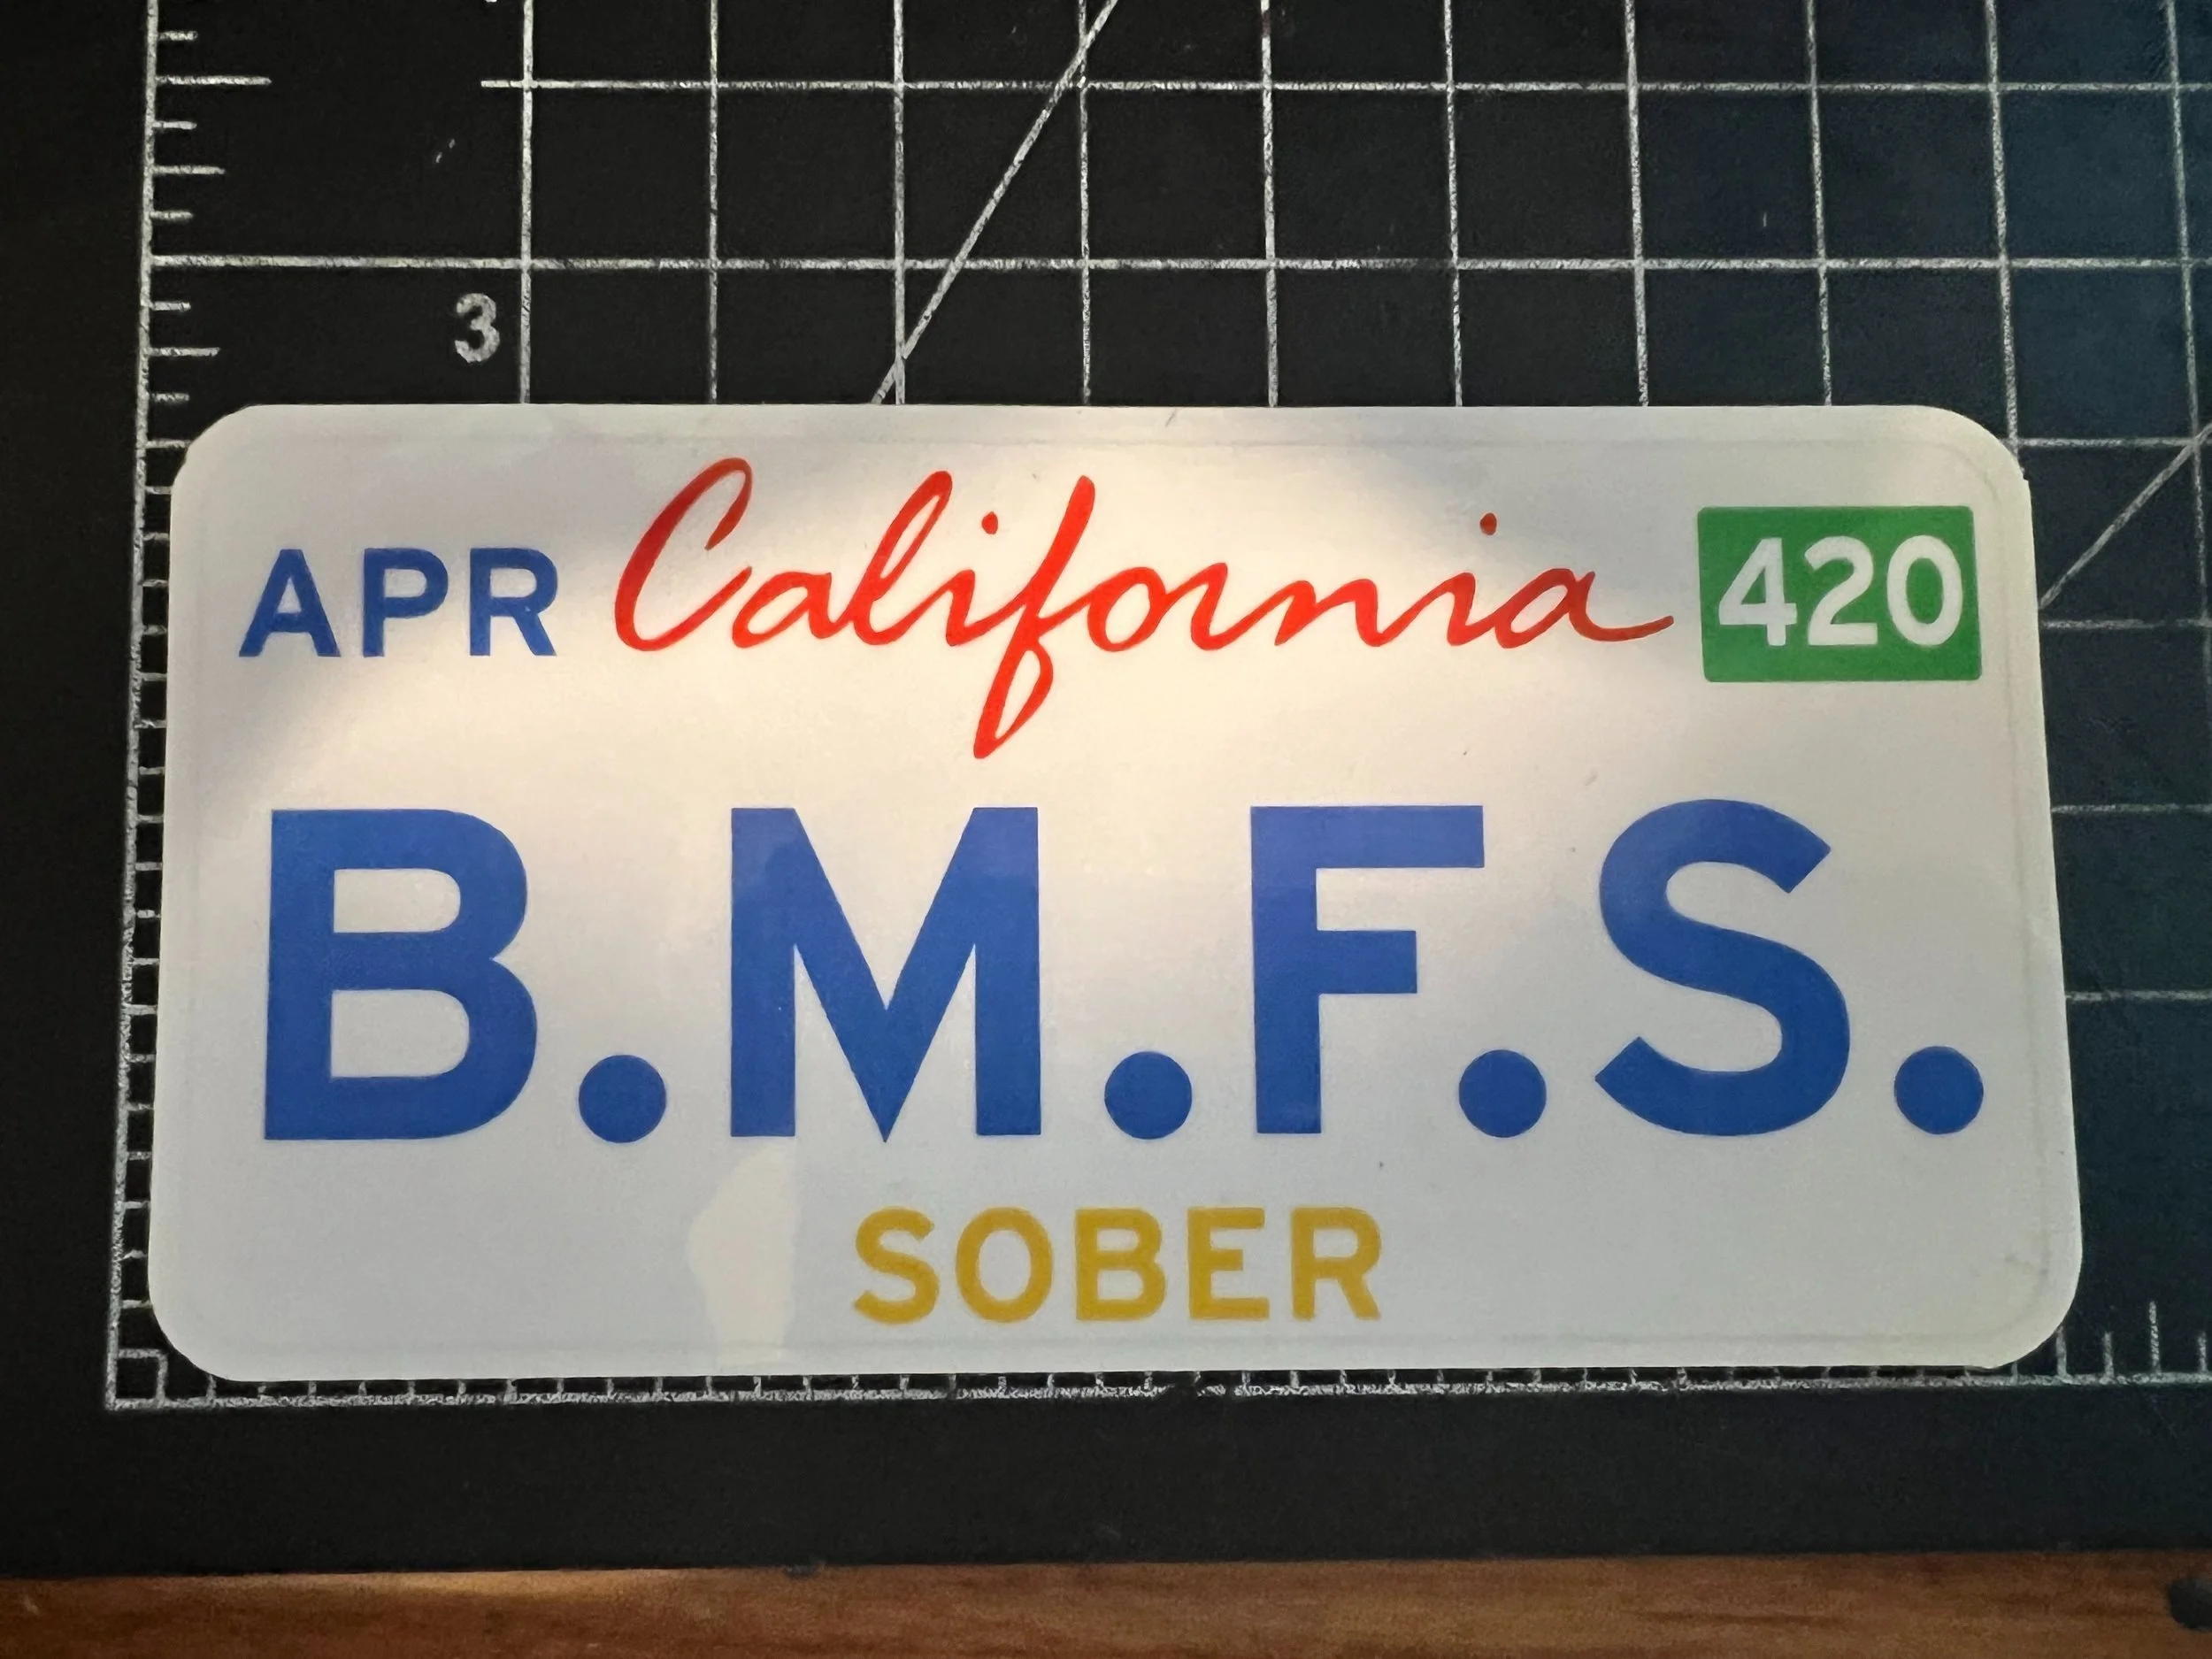 3
APR California 420
B.M.F.S.
SOBER